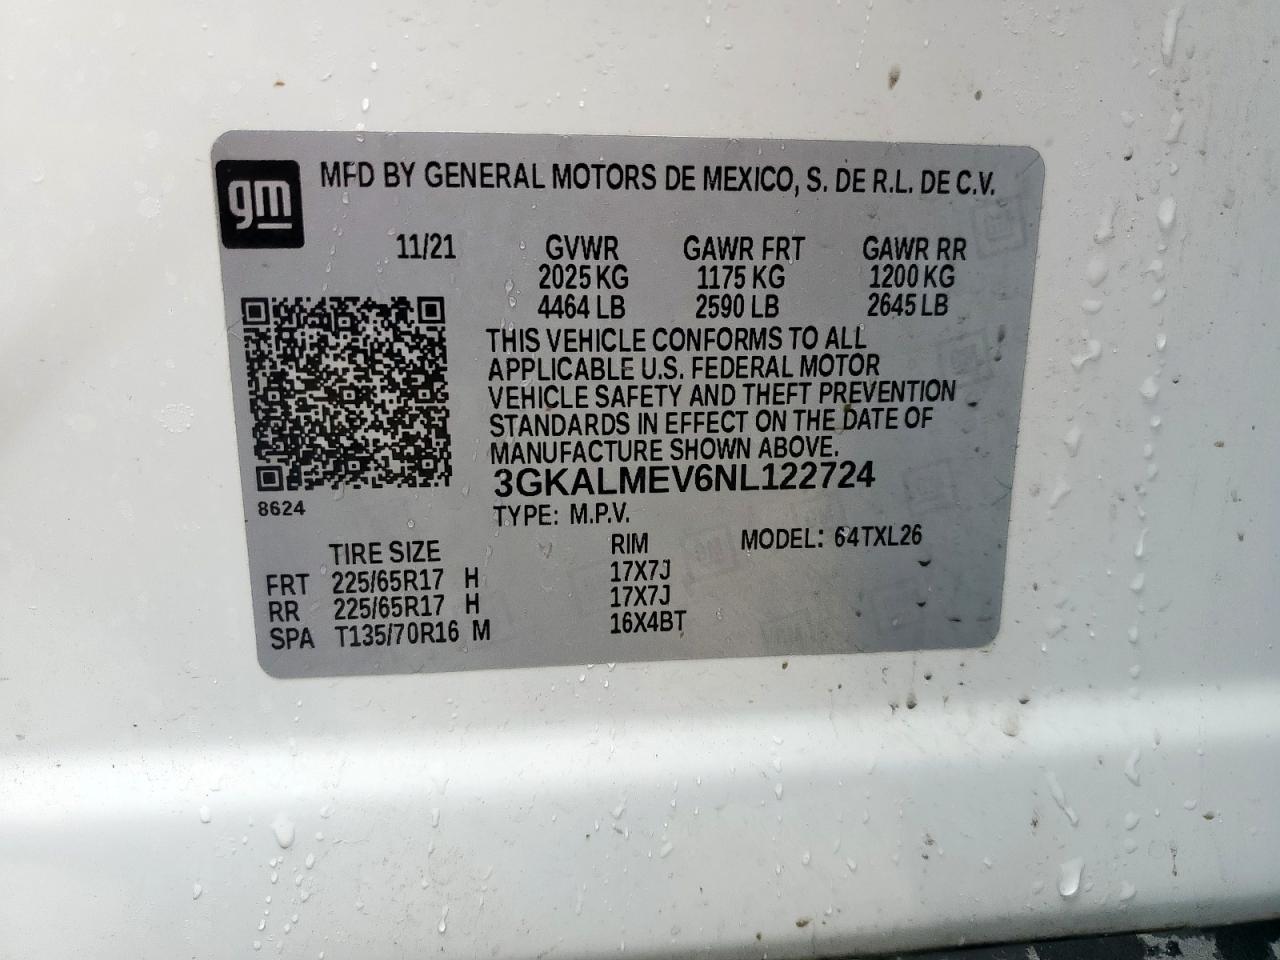 gm
MFD BY GENERAL MOTORS DE MEXICO, S. DE R.L. DE C.V.
11/21 GVWR GAWR FRT GAWR RR
2025 KG 1175 KG 1200 KG
4464 LB 2590 LB 2645 LB
THIS VEHICLE CONFORMS TO ALL
APPLICABLE U.S. FEDERAL MOTOR
VEHICLE SAFETY AND THEFT PREVENTION
STANDARDS IN EFFECT ON THE DATE OF
MANUFACTURE SHOWN ABOVE.
3GKALMEV6NL122724
8624
TYPE: M.P.V.
MODEL: 64TXL26
TIRE SIZE RIM
FRT 225/65R17 H 17X7J
RR 225/65R17 H 17X7J
SPA T135/70R16 M 16X4BT